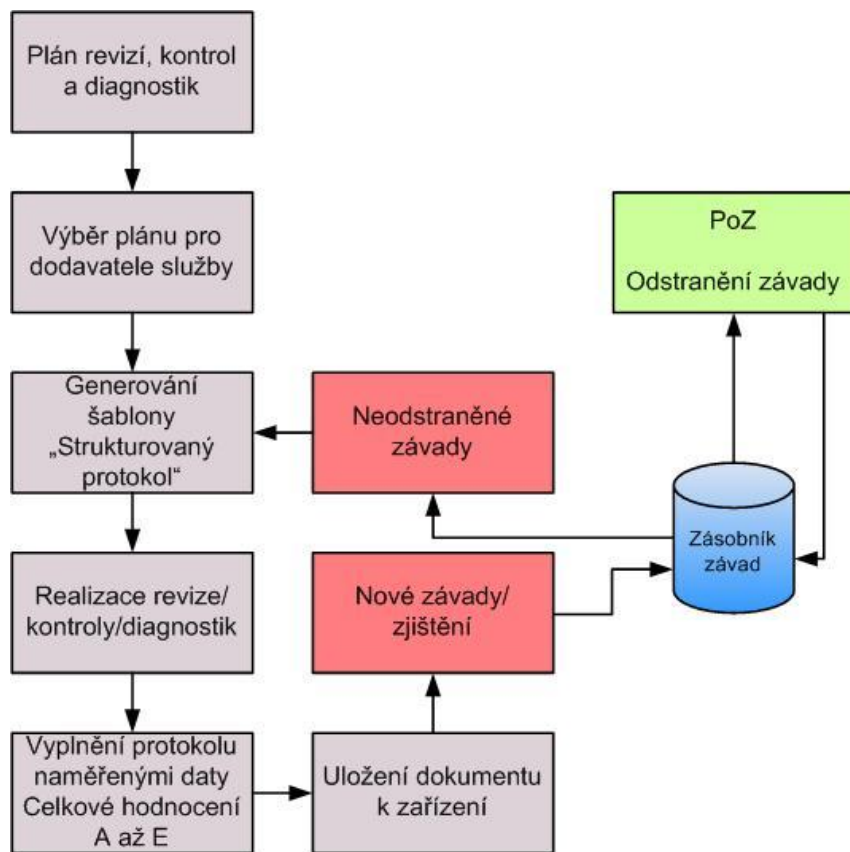 Plán revizí, kontrol
a diagnostik
Výběr plánu pro
dodavatele služby
PoZ
Odstranění závady
Generování
šablony
„Strukturovaný
protokol“
Neodstraněné
závady
Zásobník
závad
Realizace revize/
kontroly/diagnostik
Nové závady/
zjištění
Vyplnění protokolu
naměřenými daty
Celkové hodnocení
A až E
Uložení dokumentu
k zařízení